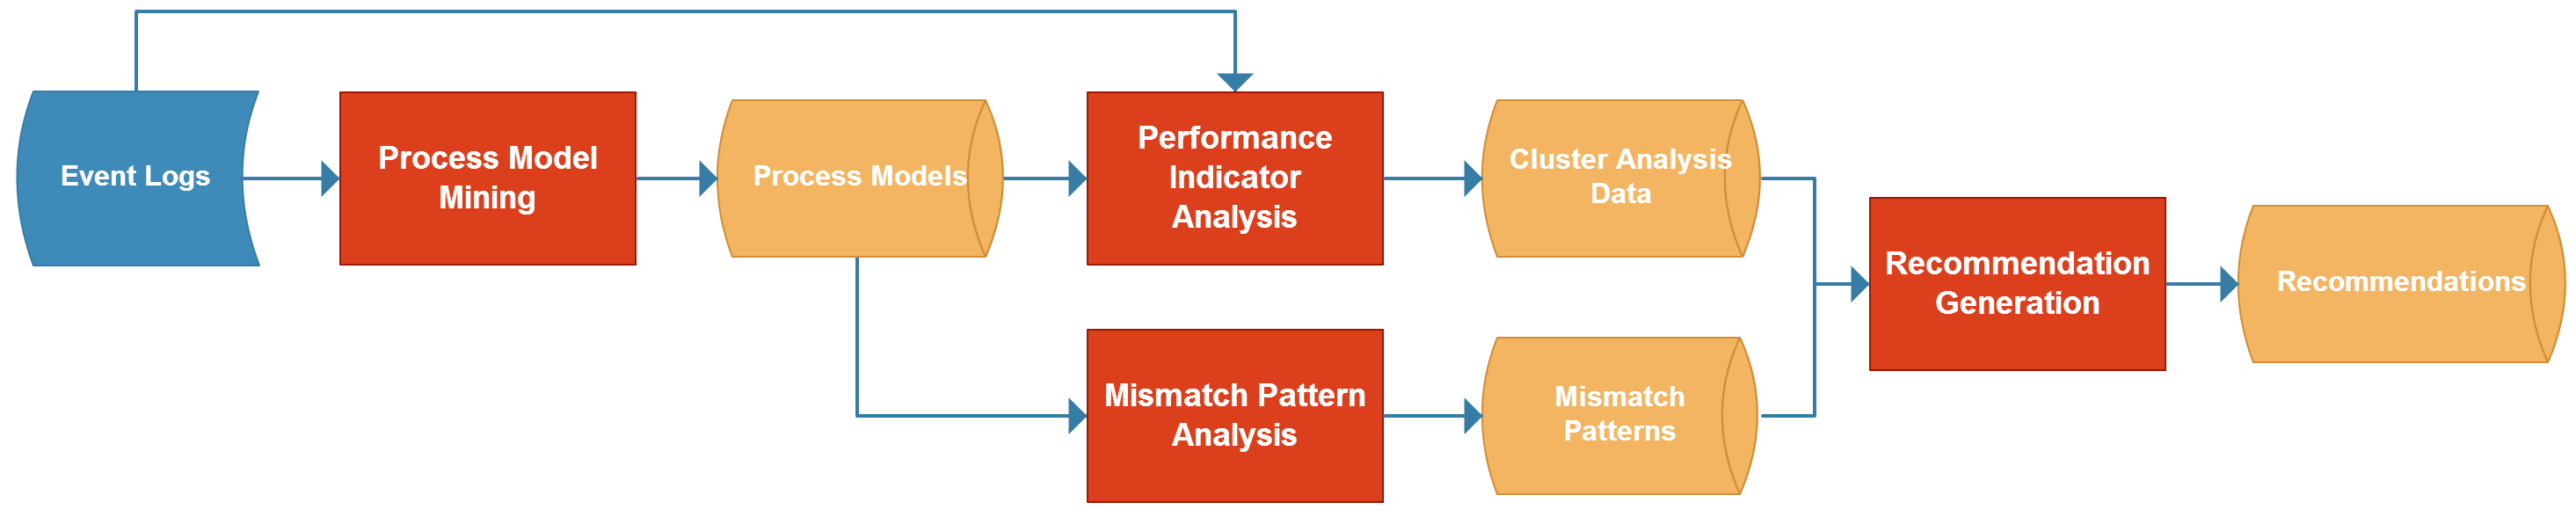 Event Logs
Process Model
Mining
Process Models
Performance
Indicator
Analysis
Cluster Analysis
Data
Mismatch Pattern
Analysis
Mismatch
Patterns
Recommendation
Generation
Recommendations